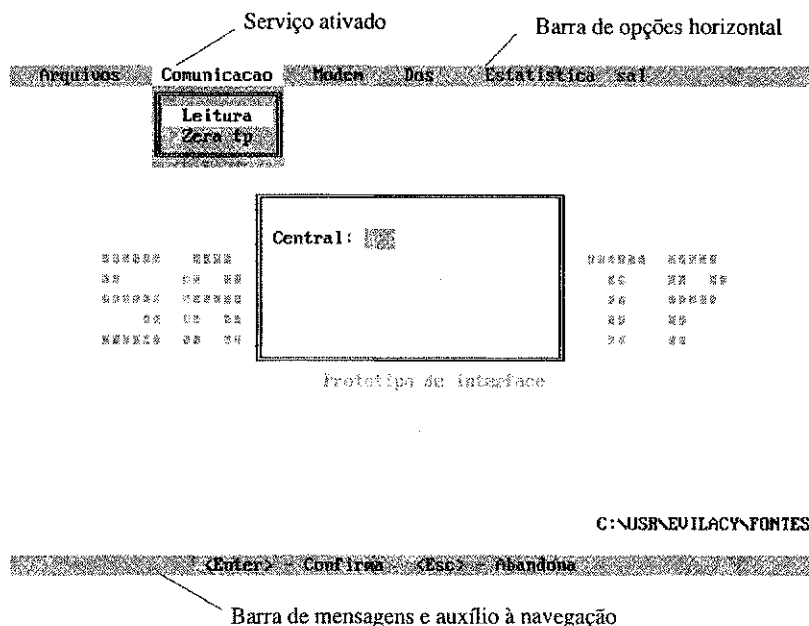 Serviço ativado
Barra de opções horizontal
Arquivos Comunicacao Modem Dos Estatistica sai
Leitura
Zera tp
Central:
Prototipo de interface
C:\USR\EVILACY\FONTES
<Enter> - Confirma <Esc> - Abandona
Barra de mensagens e auxílio à navegação